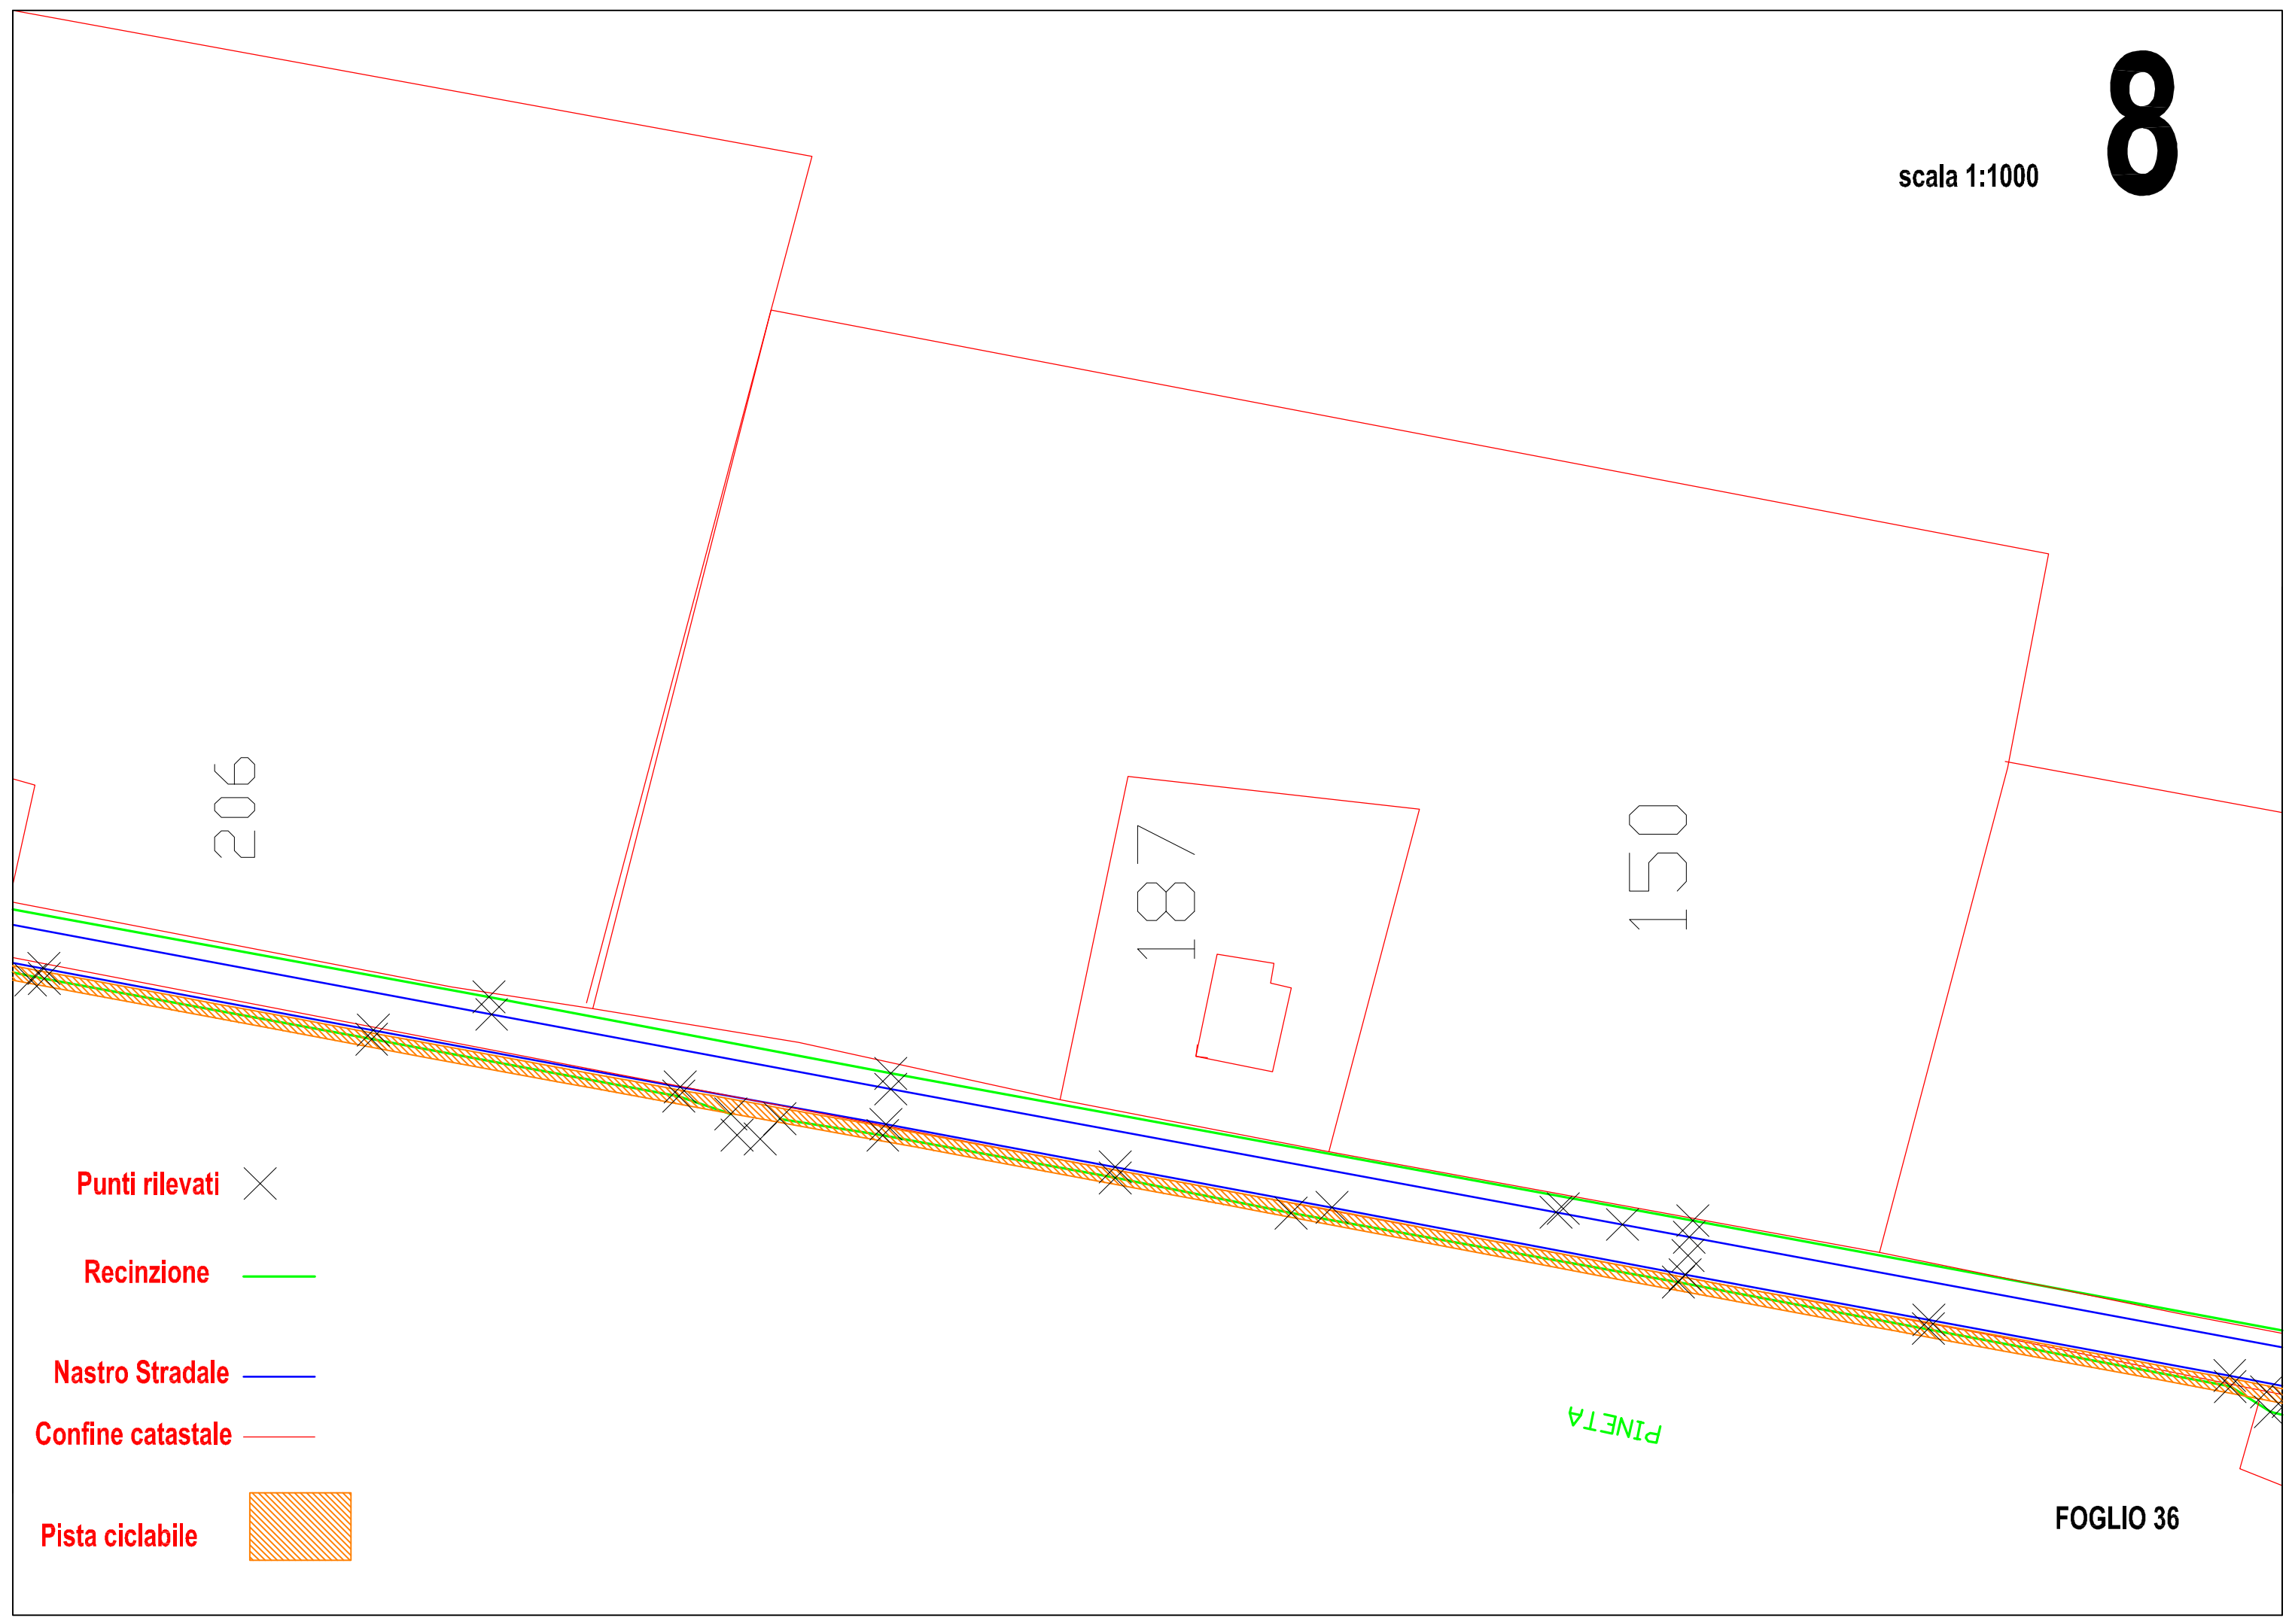 8
scala 1:1000
206
187
150
Punti rilevati
Recinzione
Nastro Stradale
Confine catastale
PINETA
Pista ciclabile
FOGLIO 36